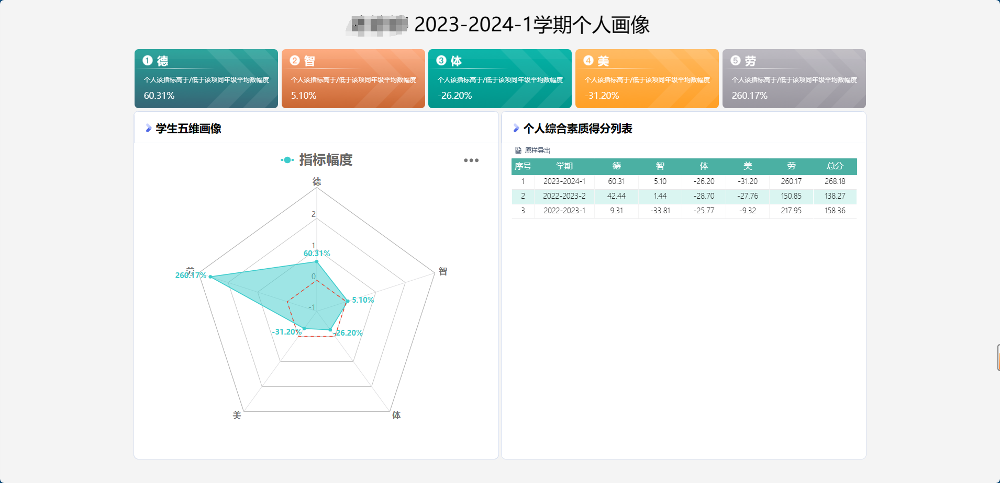 2023-2024-1学期个人画像
1 德
个人该指标高于/低于该项同年级平均数幅度
60.31%
2 智
个人该指标高于/低于该项同年级平均数幅度
5.10%
3 体
个人该指标高于/低于该项同年级平均数幅度
-26.20%
4 美
个人该指标高于/低于该项同年级平均数幅度
-31.20%
5 劳
个人该指标高于/低于该项同年级平均数幅度
260.17%
学生五维画像
指标幅度
德
2
1
60.31%
劳
260.17%
0
智
5.10%
-1
-31.20%
-26.20%
美
体
个人综合素质得分列表
原样导出
序号 学期 德 智 体 美 劳 总分
1 2023-2024-1 60.31 5.10 -26.20 -31.20 260.17 268.18
2 2022-2023-2 42.44 1.44 -28.70 -27.76 150.85 138.27
3 2022-2023-1 9.31 -33.81 -25.77 -9.32 217.95 158.36